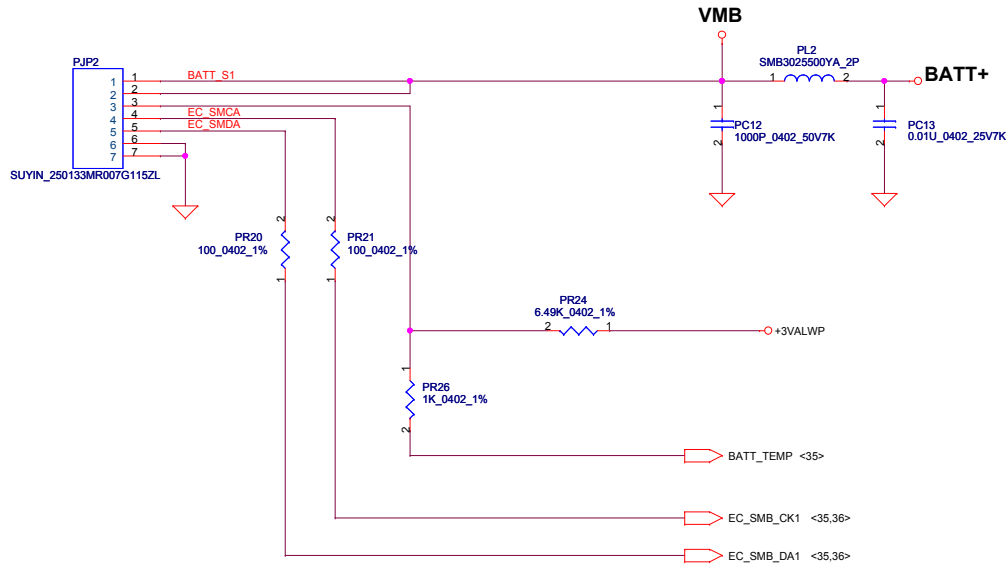 VMB
PJP2
PL2
SMB3025500YA_2P
1 1 BATT_S1 1 2 BATT+
2 2
3 3
4 4 EC_SMCA
5 5 EC_SMDA
6 6
7 7
SUYIN_250133MR007G115ZL
1
PC12
1000P_0402_50V7K
2
1
PC13
0.01U_0402_25V7K
2
2
PR20
100_0402_1%
1
2
PR21
100_0402_1%
1
PR24
6.49K_0402_1%
2 1 +3VALWP
1
PR26
1K_0402_1%
2
BATT_TEMP <35>
EC_SMB_CK1 <35,36>
EC_SMB_DA1 <35,36>